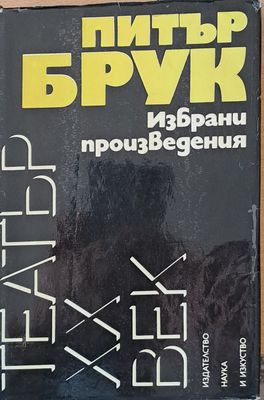 ПИТЪР
БРУК
Избрани
произведения
ТЕАТЪР
XX
ВЕК
ИЗДАТЕЛСТВО
НАУКА
И ИЗКУСТВО